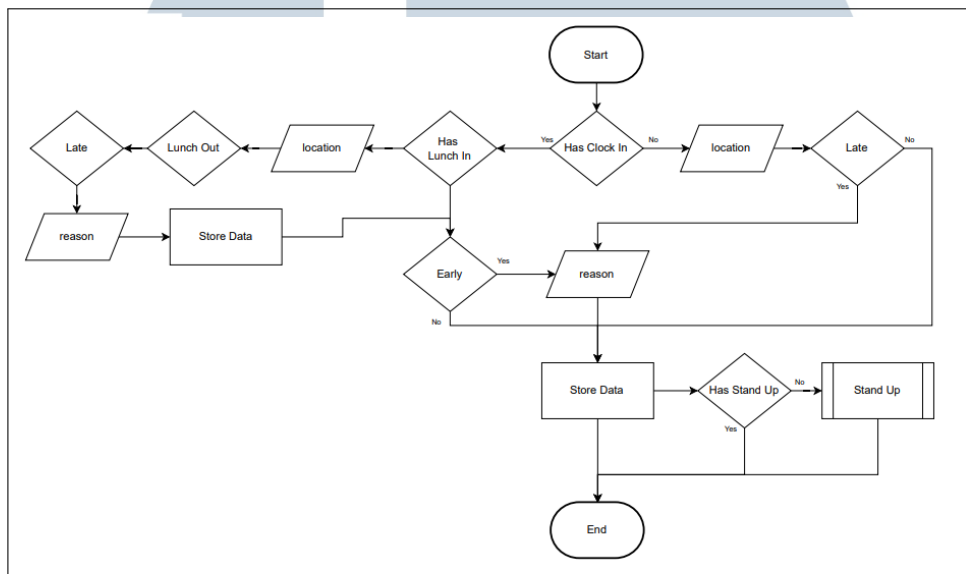 Start
Late
Lunch Out
location
Has
Lunch In
Yes
Has Clock In
No
location
Late
No
Yes
reason
Store Data
Early
Yes
reason
No
Store Data
Has Stand Up
No
Stand Up
Yes
End